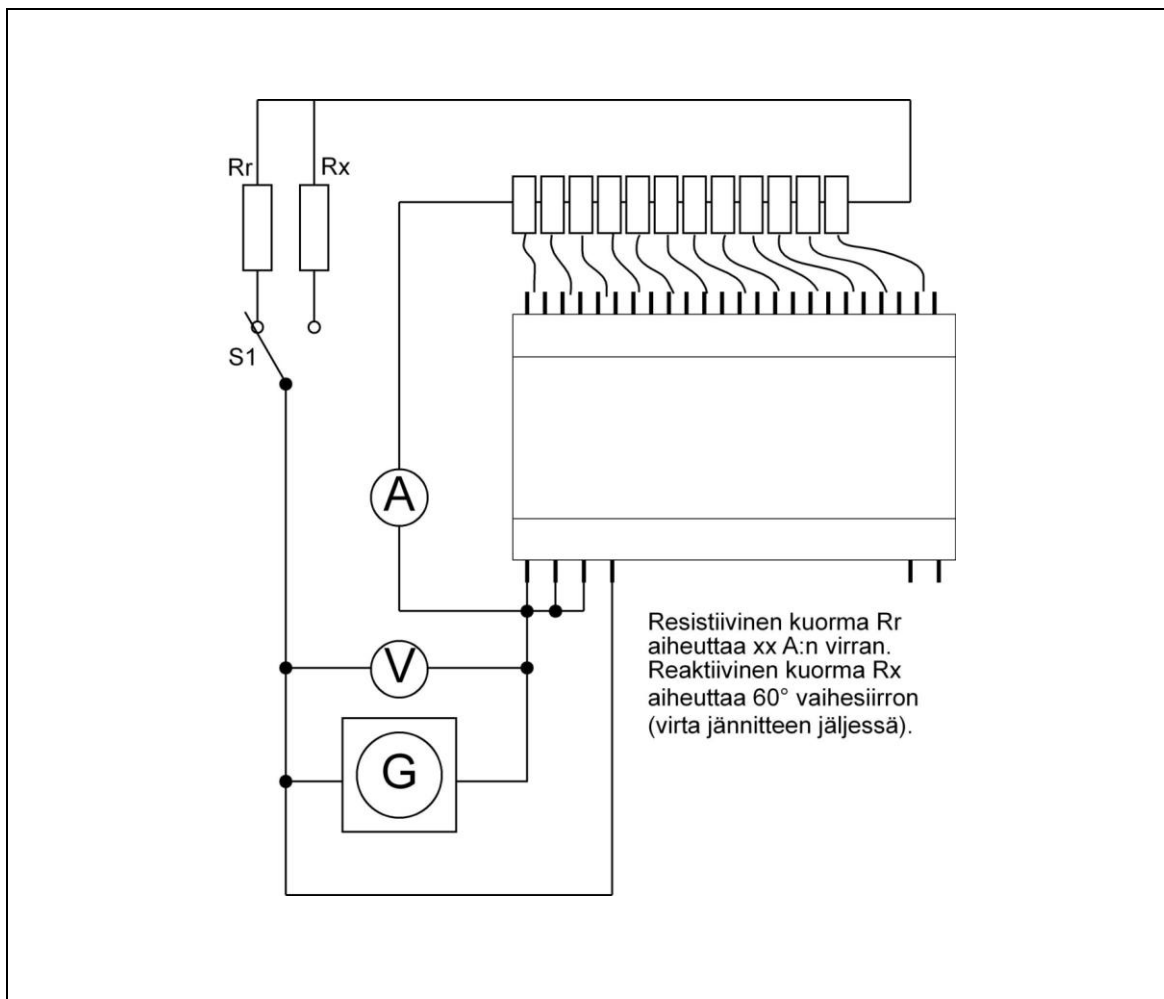 Rr
Rx
S1
A
V
G
Resistiivinen kuorma Rr
aiheuttaa xx A:n virran.
Reaktiivinen kuorma Rx
aiheuttaa 60° vaihesiirron
(virta jännitteen jäljessä).